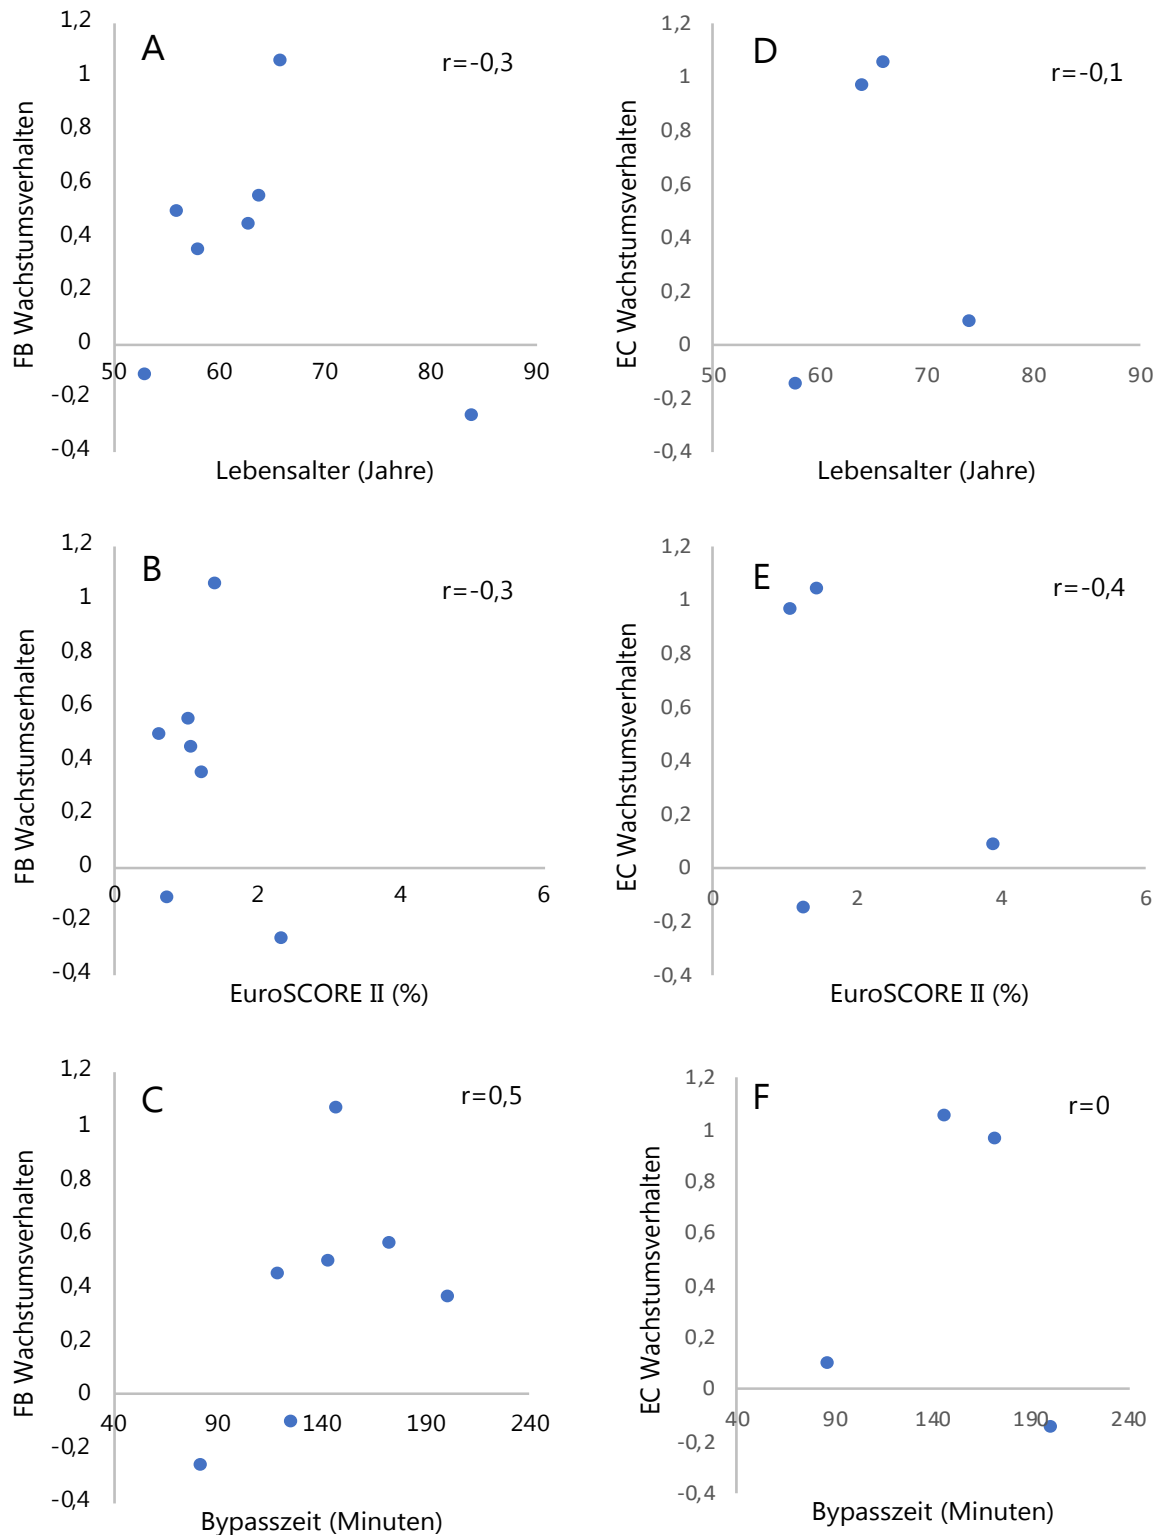 A
r=-0,3
FB Wachstumsverhalten
1,2
1
0,8
0,6
0,4
0,2
0
-0,2
-0,4
50 60 70 80 90
Lebensalter (Jahre)
D
r=-0,1
EC Wachstumsverhalten
1,2
1
0,8
0,6
0,4
0,2
0
-0,2
-0,4
50 60 70 80 90
Lebensalter (Jahre)
B
r=-0,3
FB Wachstumserhalten
1,2
1
0,8
0,6
0,4
0,2
0
-0,2
-0,4
0 2 4 6
EuroSCORE II (%)
E
r=-0,4
EC Wachstumsverhalten
1,2
1
0,8
0,6
0,4
0,2
0
-0,2
-0,4
0 2 4 6
EuroSCORE II (%)
C
r=0,5
FB Wachstumsverhalten
1,2
1
0,8
0,6
0,4
0,2
0
-0,2
-0,4
40 90 140 190 240
Bypasszeit (Minuten)
F
r=0
EC Wachstumsverhalten
1,2
1
0,8
0,6
0,4
0,2
0
-0,2
-0,4
40 90 140 190 240
Bypasszeit (Minuten)